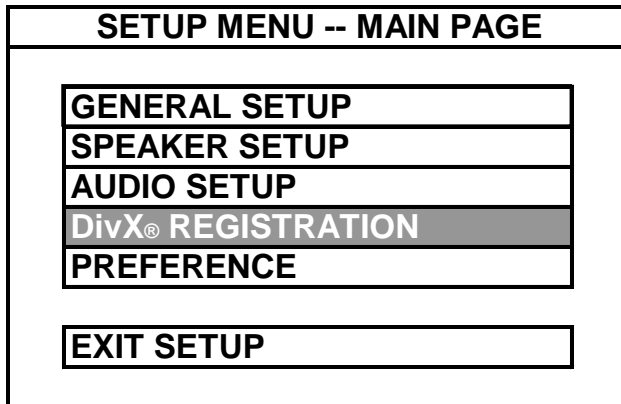 SETUP MENU -- MAIN PAGE
GENERAL SETUP
SPEAKER SETUP
AUDIO SETUP
DivX® REGISTRATION
PREFERENCE
EXIT SETUP